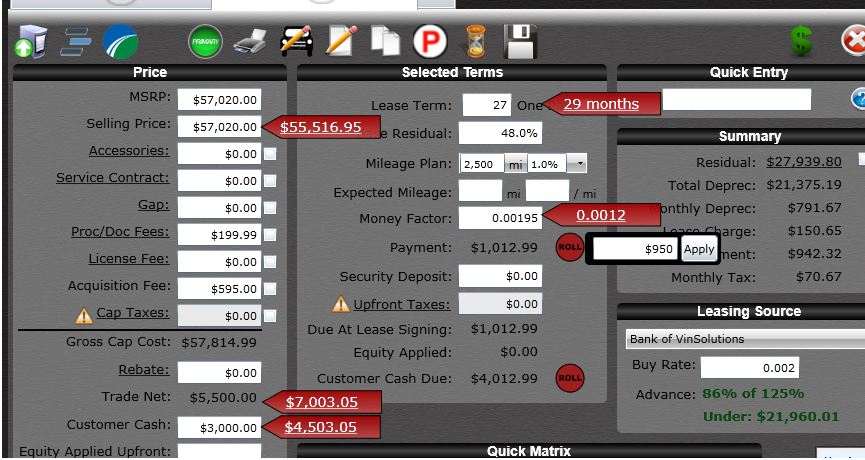 PRIMARY
P
$
Price
MSRP: $57,020.00
Selling Price: $57,020.00 $55,516.95
Accessories: $0.00
Service Contract: $0.00
Gap: $0.00
Proc/Doc Fees: $199.99
License Fee: $0.00
Acquisition Fee: $595.00
Cap Taxes: $0.00
Gross Cap Cost: $57,814.99
Rebate: $0.00
Trade Net: $5,500.00 $7,003.05
Customer Cash: $3,000.00 $4,503.05
Equity Applied Upfront:
Selected Terms
Lease Term: 27 One 29 months
Residual: 48.0%
Mileage Plan: 2,500 mi 1.0%
Expected Mileage: mi / mi
Money Factor: 0.00195 0.0012
Payment: $1,012.99 ROLL $950 Apply
Security Deposit: $0.00
Upfront Taxes: $0.00
Due At Lease Signing: $1,012.99
Equity Applied: $0.00
Customer Cash Due: $4,012.99 ROLL
Quick Matrix
Quick Entry
?
Summary
Residual: $27,939.80
Total Deprec: $21,375.19
Monthly Deprec: $791.67
Lease Charge: $150.65
ment: $942.32
Monthly Tax: $70.67
Leasing Source
Bank of VinSolutions
Buy Rate: 0.002
Advance: 86% of 125%
Under: $21,960.01